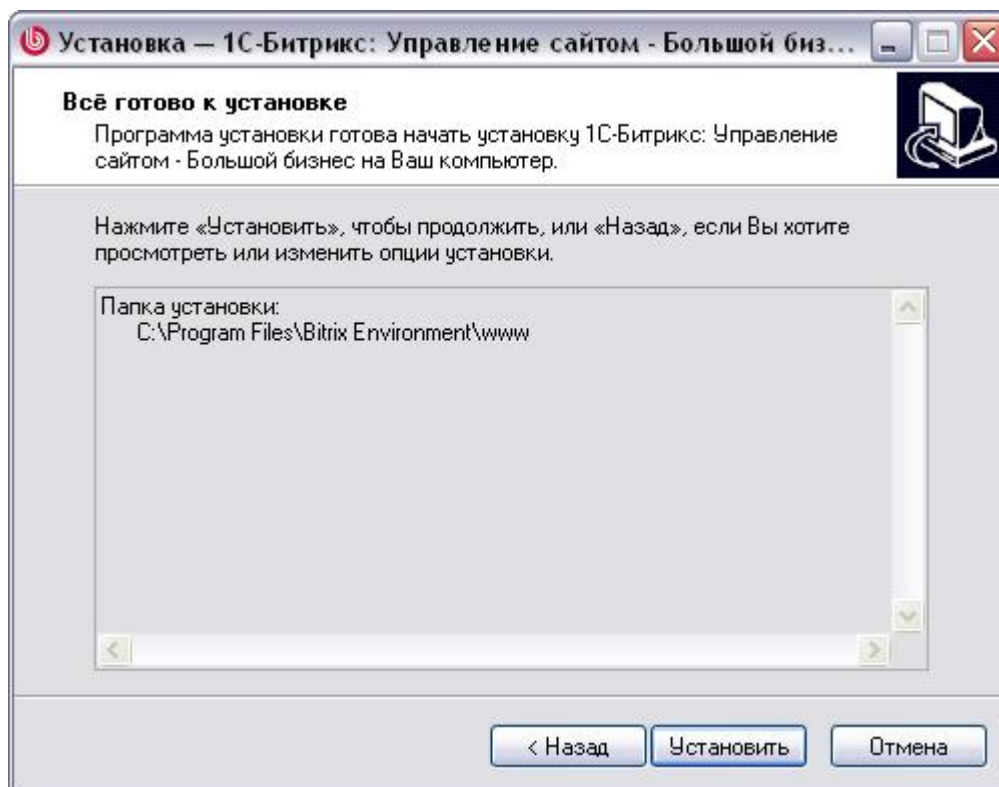 Установка — 1С-Битрикс: Управление сайтом - Большой биз...
Всё готово к установке
Программа установки готова начать установку 1С-Битрикс: Управление
сайтом - Большой бизнес на Ваш компьютер.
Нажмите «Установить», чтобы продолжить, или «Назад», если Вы хотите
просмотреть или изменить опции установки.
Папка установки:
C:\Program Files\Bitrix Environment\www
< Назад
Установить
Отмена